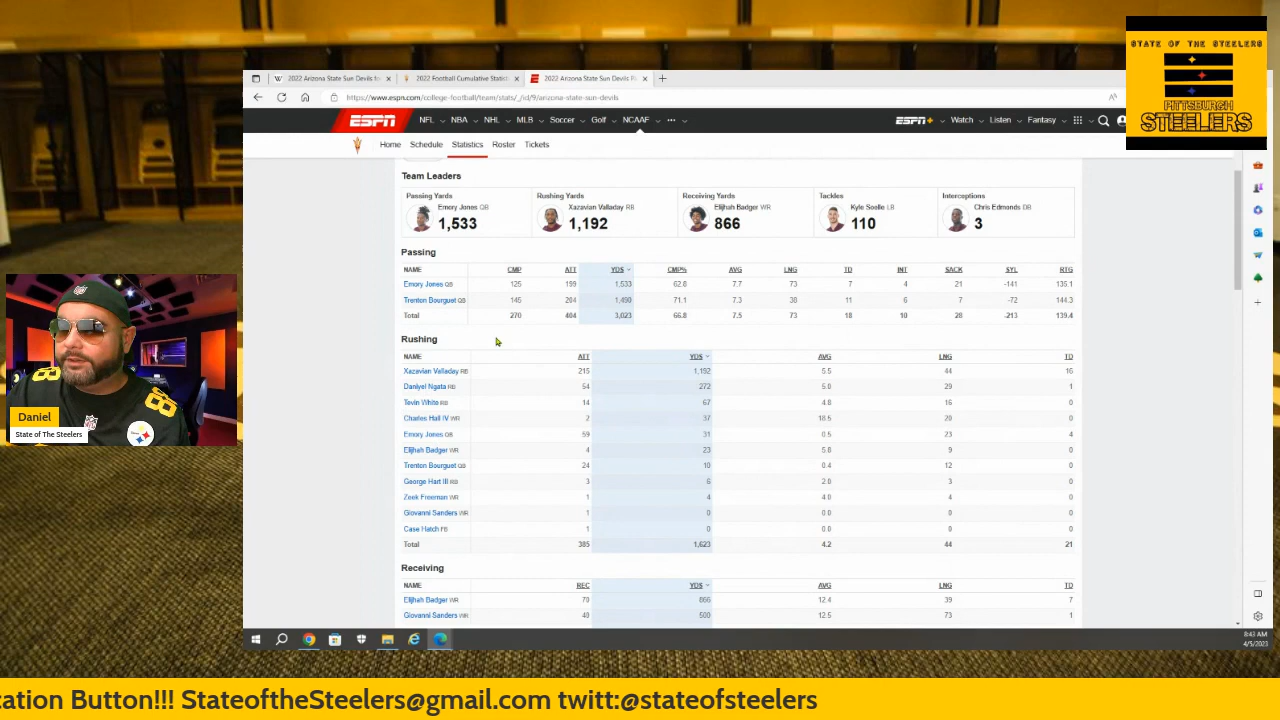 STATE OF THE STEELERS
PITTSBURGH
STEELERS
2022 Arizona State Sun Devils fo
2022 Football Cumulative Statisti
2022 Arizona State Sun Devils
https://www.espn.com/college-football/team/stats/_/id/9/arizona-state-sun-devils
ESPN NFL NBA NHL MLB Soccer Golf NCAAF ... ESPN+ Watch Listen Fantasy
Home Schedule Statistics Roster Tickets
Team Leaders
Passing Yards Rushing Yards Receiving Yards Tackles Interceptions
Emory Jones QB Xazavian Valladay RB Elijhah Badger WR Kyle Soelle LB Chris Edmonds DB
1,533 1,192 866 110 3
Passing
NAME CMP ATT YDS CMP% AVG LNG TD INT SACK SYL RTG
Emory Jones QB 125 199 1,533 62.8 7.7 73 7 4 21 -141 135.1
Trenton Bourguet QB 145 204 1,490 71.1 7.3 38 11 6 7 -72 144.3
Total 270 404 3,023 66.8 7.5 73 18 10 28 -213 139.4
Rushing
NAME ATT YDS AVG LNG TD
Xazavian Valladay RB 215 1,192 5.5 44 16
Daniyel Ngata RB 54 272 5.0 29 1
Tevin White RB 14 67 4.8 16 0
Charles Hall IV WR 2 37 18.5 20 0
Emory Jones QB 59 31 0.5 23 4
Elijhah Badger WR 4 23 5.8 9 0
Trenton Bourguet QB 24 10 0.4 12 0
George Hart III RB 3 6 2.0 3 0
Zeek Freeman WR 1 4 4.0 4 0
Giovanni Sanders WR 1 0 0.0 0 0
Case Hatch FB 1 0 0.0 0 0
Total 385 1,623 4.2 44 21
Receiving
NAME REC YDS AVG LNG TD
Elijhah Badger WR 70 866 12.4 39 7
Giovanni Sanders WR 40 500 12.5 73 1
Daniel
State of The Steelers
8:43 AM
4/5/2023
cation Button!!! StateoftheSteelers@gmail.com twitt:@stateofsteelers